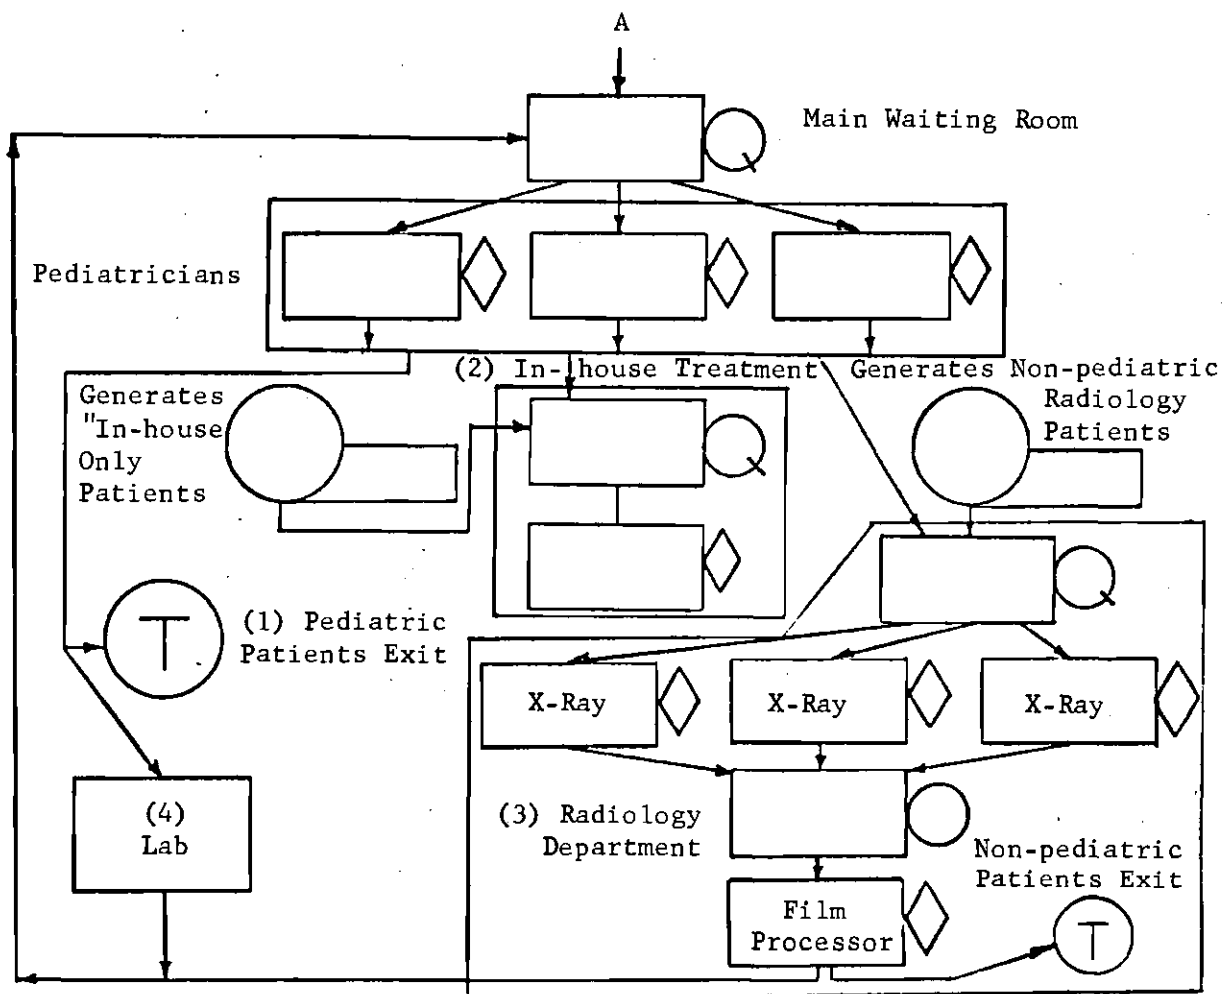 A
Main Waiting Room
Pediatricians
(2) In-house Treatment
Generates
"In-house
Only
Patients
Generates Non-pediatric
Radiology
Patients
(1) Pediatric
Patients Exit
T
X-Ray
X-Ray
X-Ray
(4)
Lab
(3) Radiology
Department
Non-pediatric
Patients Exit
Film
Processor
T